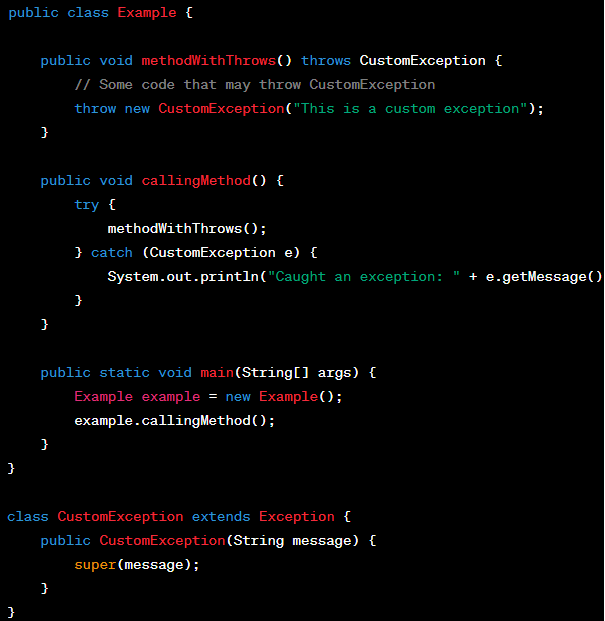 public class Example {
    public void methodWithThrows() throws CustomException {
        // Some code that may throw CustomException
        throw new CustomException("This is a custom exception");
    }
    public void callingMethod() {
        try {
            methodWithThrows();
        } catch (CustomException e) {
            System.out.println("Caught an exception: " + e.getMessage()
        }
    }
    public static void main(String[] args) {
        Example example = new Example();
        example.callingMethod();
    }
}
class CustomException extends Exception {
    public CustomException(String message) {
        super(message);
    }
}